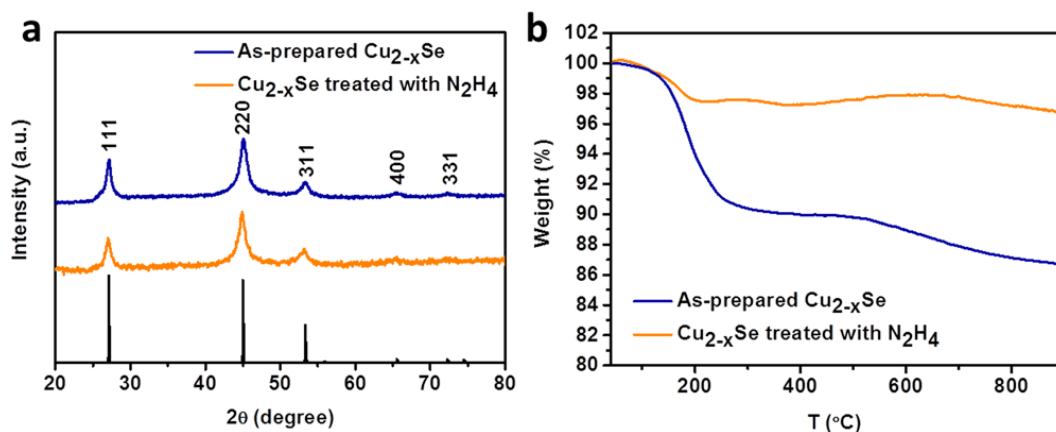 a
As-prepared Cu2-xSe
Cu2-xSe treated with N2H4
111
220
311
400
331
Intensity (a.u.)
20 30 40 50 60 70 80
2θ (degree)
b
102
100
98
96
94
92
90
88
86
84
82
80
Weight (%)
As-prepared Cu2-xSe
Cu2-xSe treated with N2H4
200 400 600 800
T (°C)